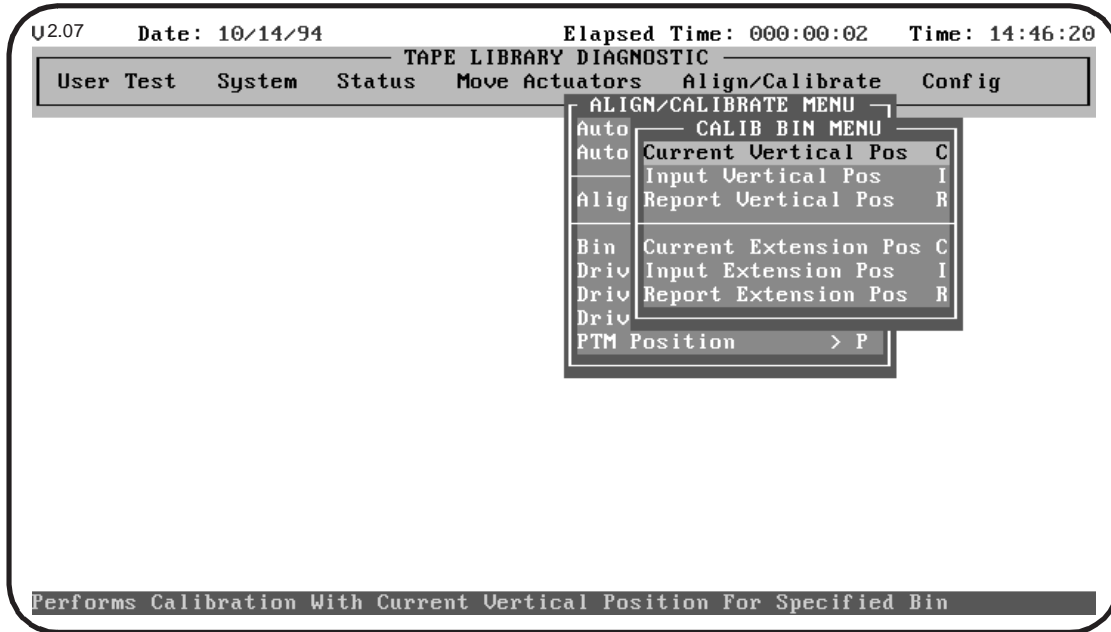 V2.07 Date: 10/14/94 Elapsed Time: 000:00:02 Time: 14:46:20
TAPE LIBRARY DIAGNOSTIC
User Test System Status Move Actuators Align/Calibrate Config
ALIGN/CALIBRATE MENU
Auto CALIB BIN MENU
Auto Current Vertical Pos C
Input Vertical Pos I
Alig Report Vertical Pos R
Bin Current Extension Pos C
Driv Input Extension Pos I
Driv Report Extension Pos R
Driv
PTM Position > P
Performs Calibration With Current Vertical Position For Specified Bin